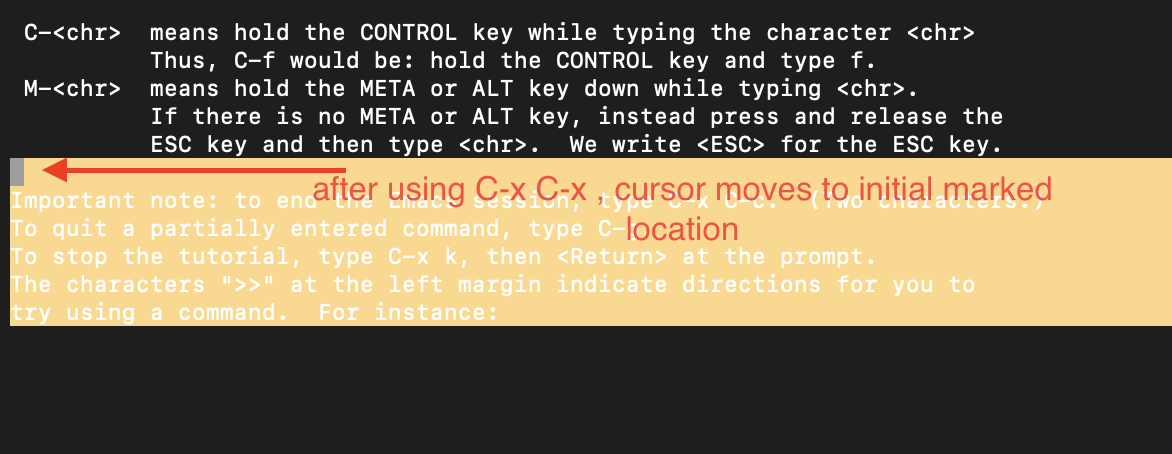 C-<chr>  means hold the CONTROL key while typing the character <chr>
Thus, C-f would be: hold the CONTROL key and type f.
M-<chr>  means hold the META or ALT key down while typing <chr>.
If there is no META or ALT key, instead press and release the
ESC key and then type <chr>.  We write <ESC> for the ESC key.
after using C-x C-x , cursor moves to initial marked
location
Important note: to end the Emacs session, type C-x C-c.  (Two characters.)
To quit a partially entered command, type
To stop the tutorial, type C-x k, then <Return> at the prompt.
The characters ">>" at the left margin indicate directions for you to
try using a command.  For instance: